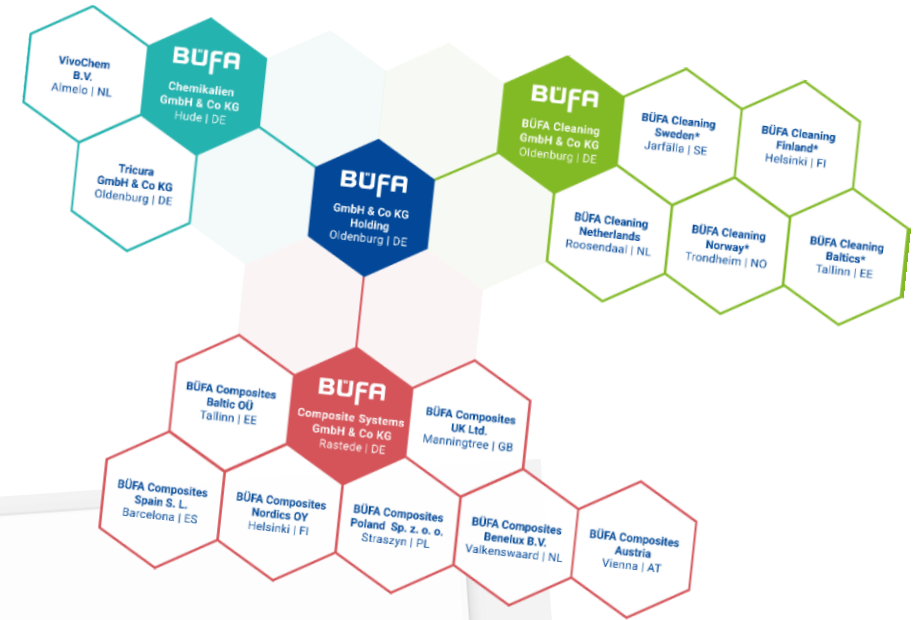 VivoChem
B.V.
Almelo | NL
BÜFA
Chemikalien
GmbH & Co KG
Hude | DE
Tricura
GmbH & Co KG
Oldenburg | DE
BÜFA
GmbH & Co KG
Holding
Oldenburg | DE
BÜFA
BÜFA Cleaning
GmbH & Co KG
Oldenburg | DE
BÜFA Cleaning
Sweden*
Jarfälla | SE
BÜFA Cleaning
Finland*
Helsinki | FI
BÜFA Cleaning
Netherlands
Roosendaal | NL
BÜFA Cleaning
Norway*
Trondheim | NO
BÜFA Cleaning
Baltics*
Tallinn | EE
BÜFA Composites
Baltic OÜ
Tallinn | EE
BÜFA
Composite Systems
GmbH & Co KG
Rastede | DE
BÜFA Composites
UK Ltd.
Manningtree | GB
BÜFA Composites
Spain S. L.
Barcelona | ES
BÜFA Composites
Nordics OY
Helsinki | FI
BÜFA Composites
Poland Sp. z. o. o.
Straszyn | PL
BÜFA Composites
Benelux B.V.
Valkenswaard | NL
BÜFA Composites
Austria
Vienna | AT